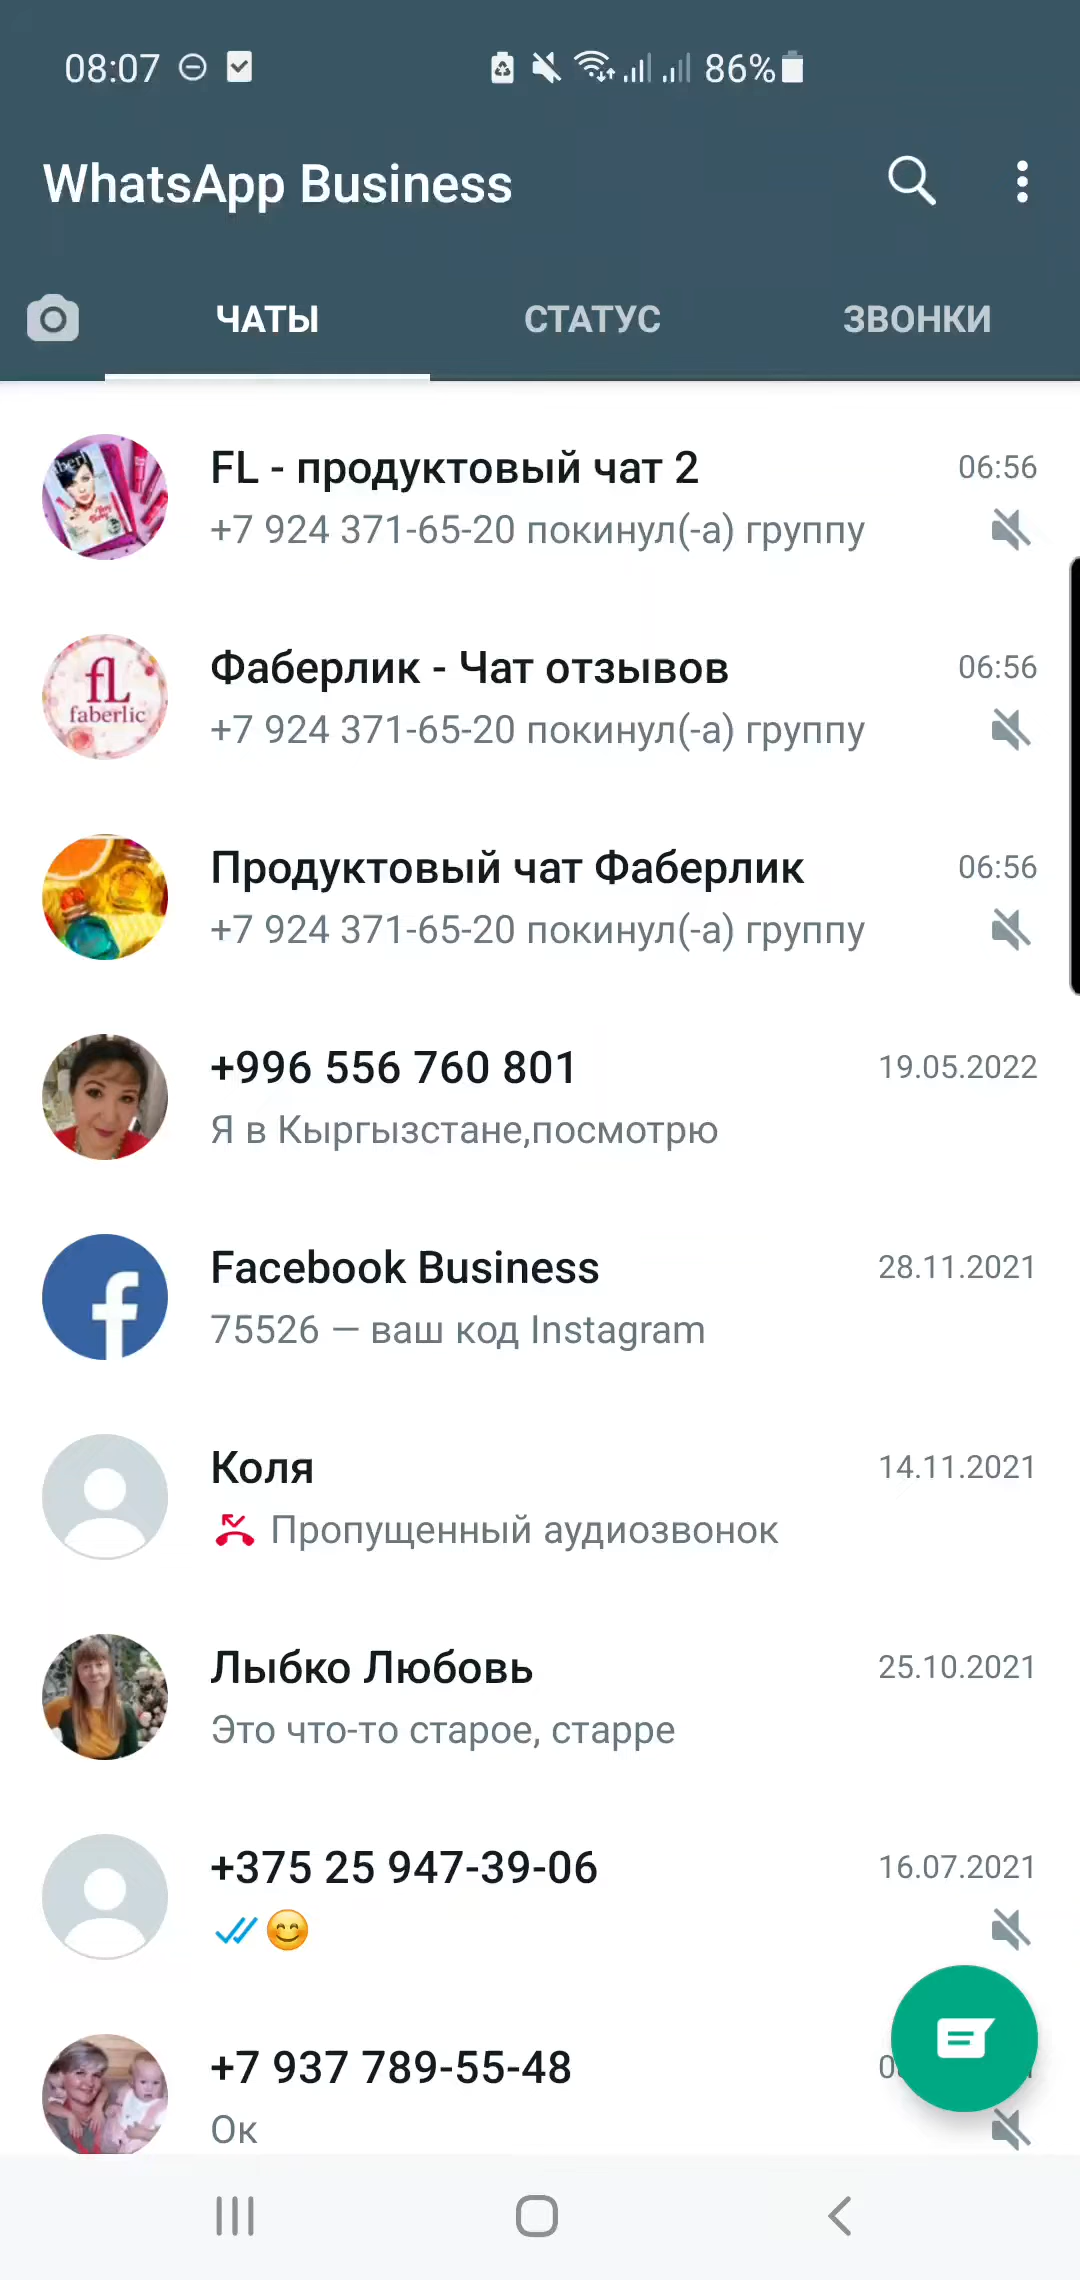 08:07
86%
WhatsApp Business
ЧАТЫ
СТАТУС
ЗВОНКИ
FL - продуктовый чат 2
06:56
+7 924 371-65-20 покинул(-а) группу
fL
faberlic
Фаберлик - Чат отзывов
06:56
+7 924 371-65-20 покинул(-а) группу
Продуктовый чат Фаберлик
06:56
+7 924 371-65-20 покинул(-а) группу
+996 556 760 801
19.05.2022
Я в Кыргызстане,посмотрю
Facebook Business
28.11.2021
75526 — ваш код Instagram
Коля
14.11.2021
Пропущенный аудиозвонок
Лыбко Любовь
25.10.2021
Это что-то старое, старре
+375 25 947-39-06
16.07.2021
😊
+7 937 789-55-48
Ок